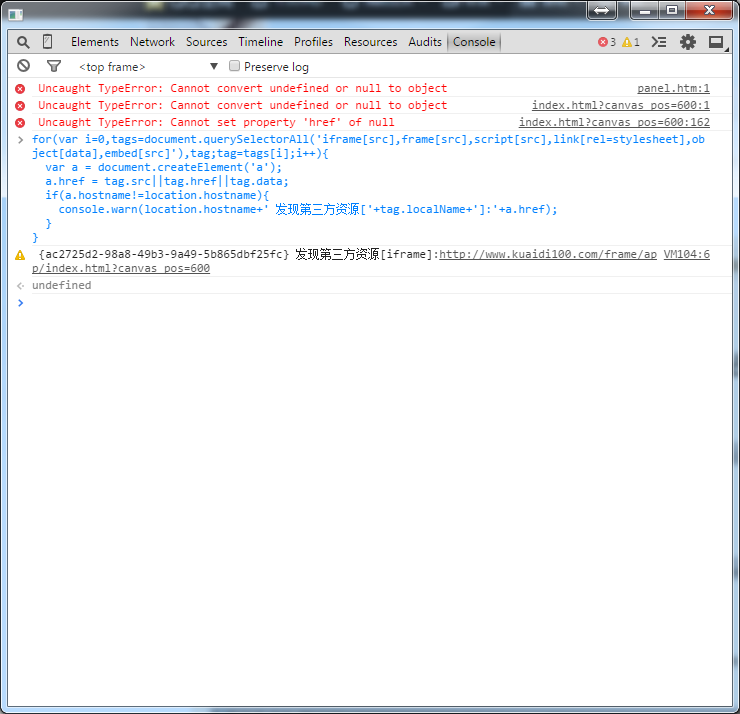 Elements Network Sources Timeline Profiles Resources Audits Console 3 1
<top frame> Preserve log
Uncaught TypeError: Cannot convert undefined or null to object panel.htm:1
Uncaught TypeError: Cannot convert undefined or null to object index.html?canvas_pos=600:1
Uncaught TypeError: Cannot set property 'href' of null index.html?canvas_pos=600:162
for(var i=0,tags=document.querySelectorAll('iframe[src],frame[src],script[src],link[rel=stylesheet],ob
ject[data],embed[src]'),tag;tag=tags[i];i++){
var a = document.createElement('a');
a.href = tag.src||tag.href||tag.data;
if(a.hostname!=location.hostname){
console.warn(location.hostname+' 发现第三方资源['+tag.localName+']:'+a.href);
}
}
{ac2725d2-98a8-49b3-9a49-5b865dbf25fc} 发现第三方资源[iframe]:http://www.kuaidi100.com/frame/ap VM104:6
p/index.html?canvas_pos=600
undefined